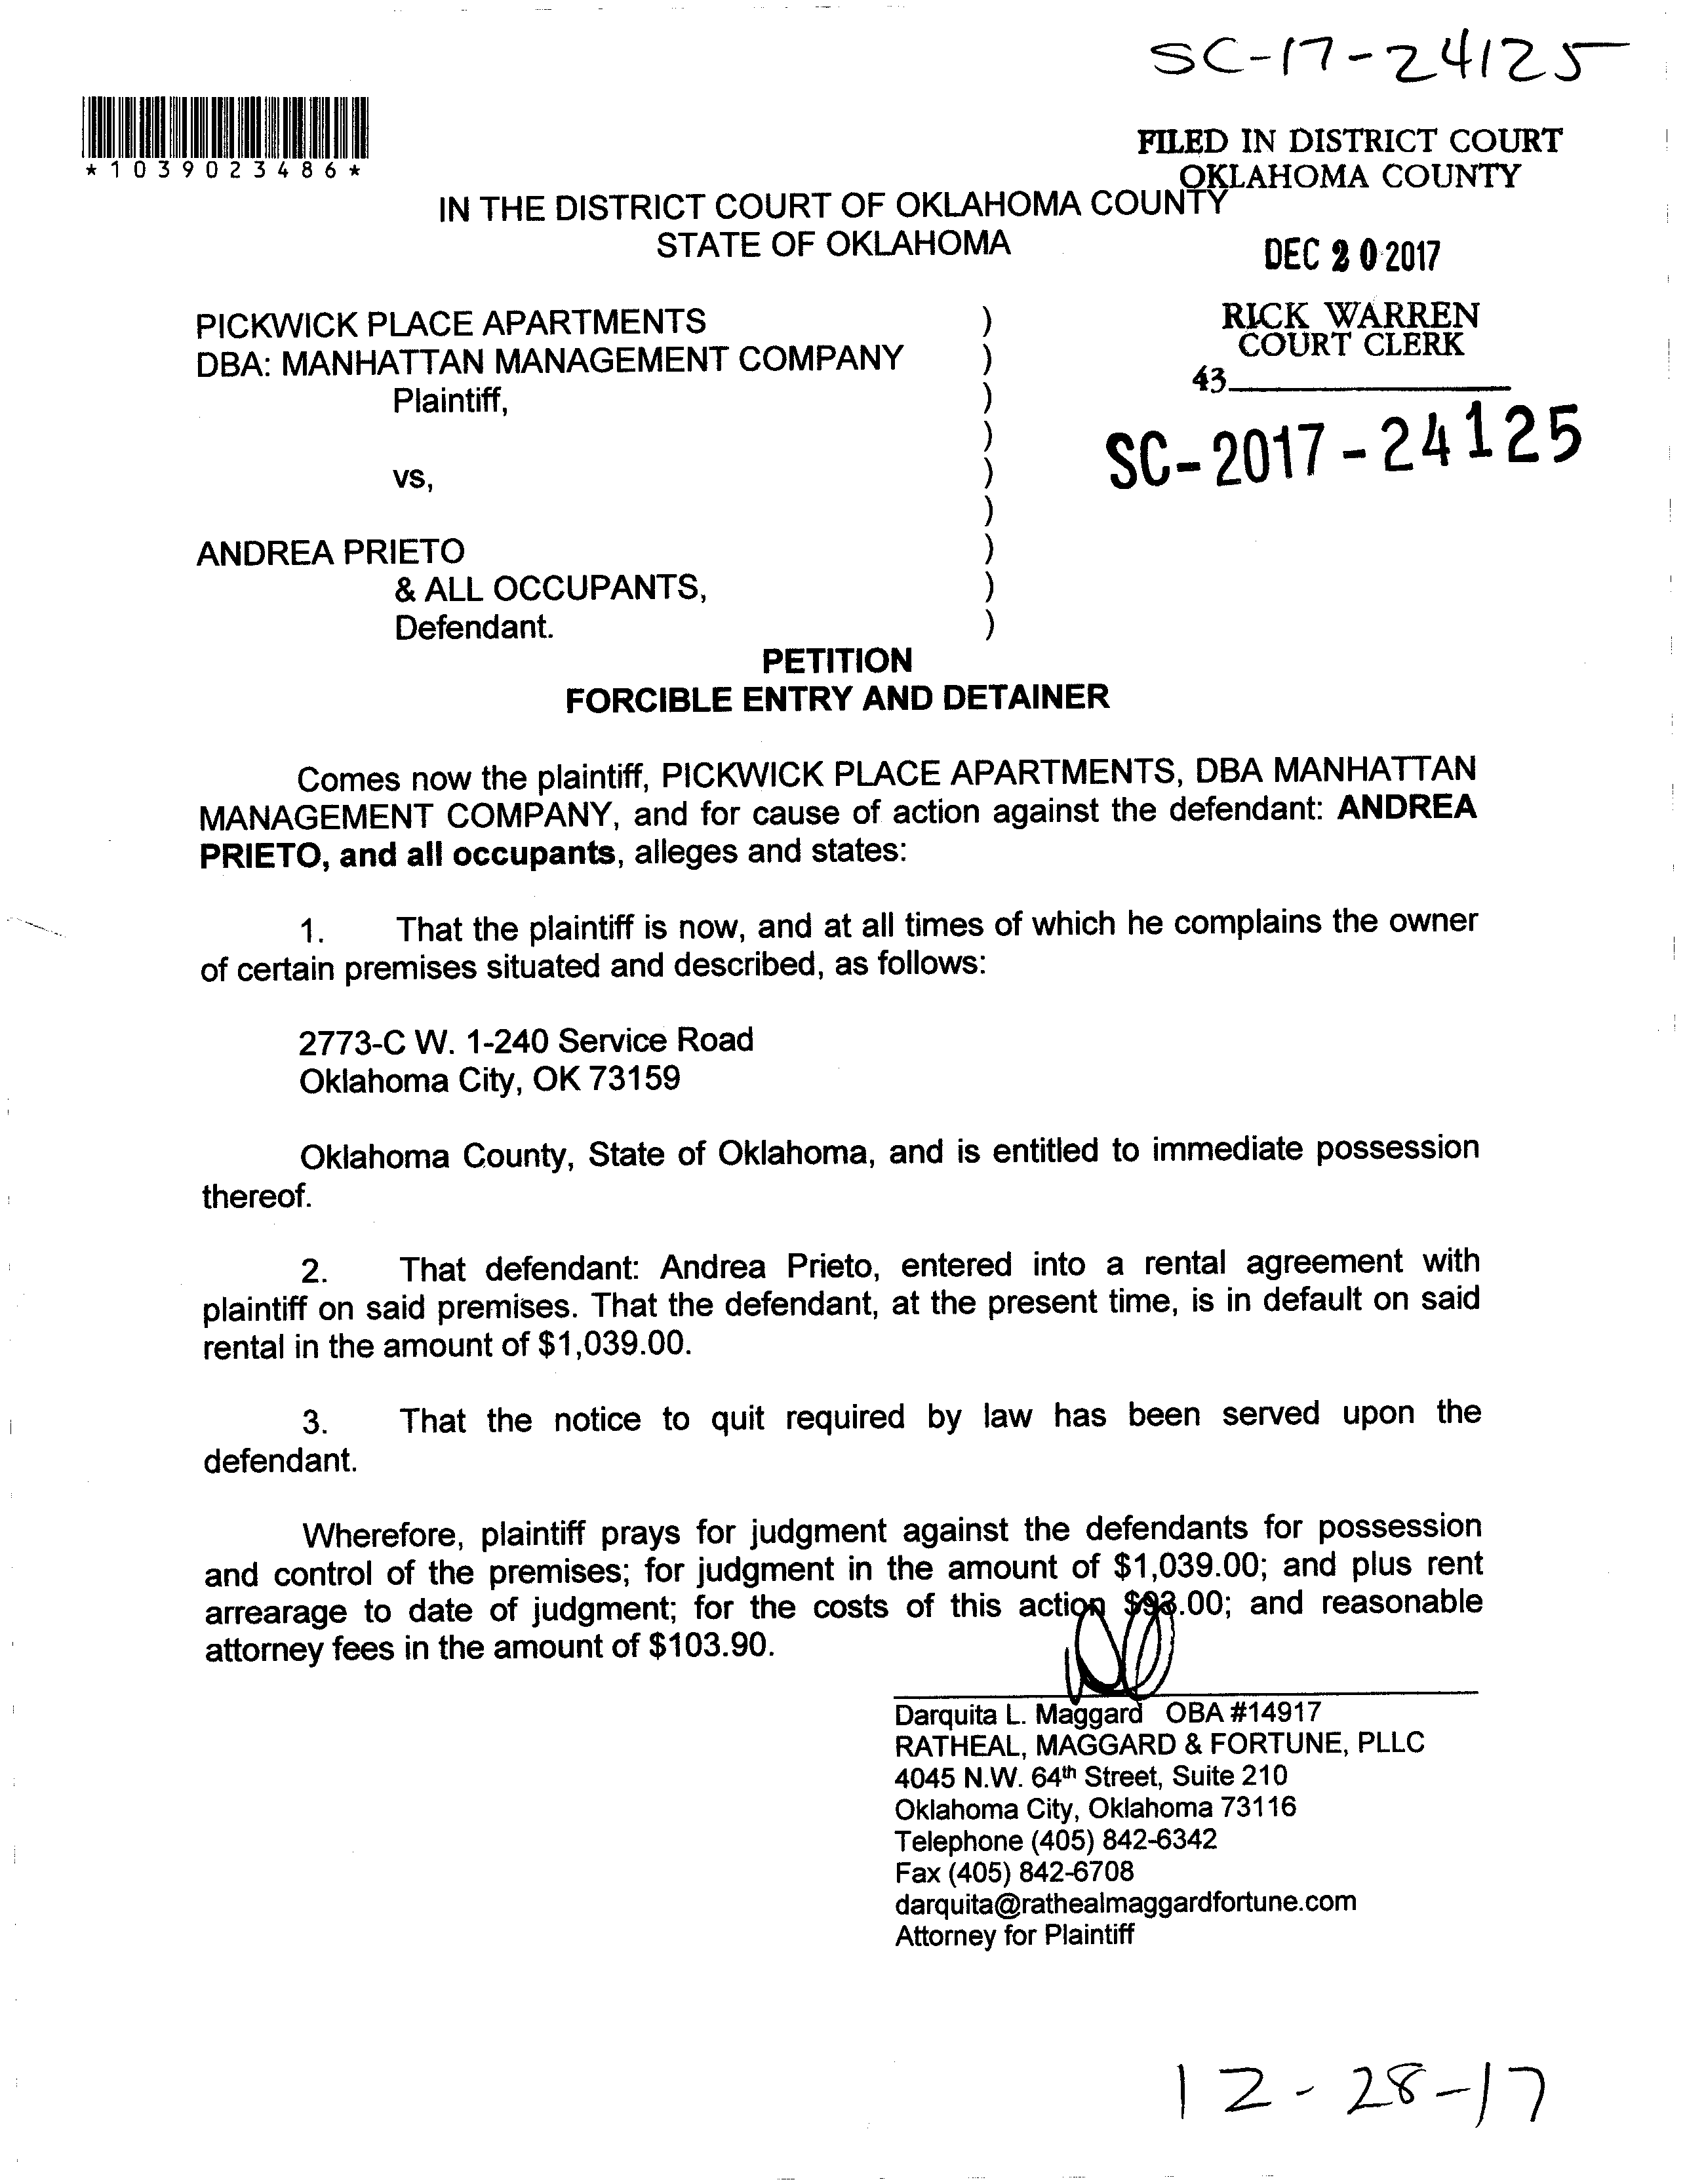 SC-17-24125
*1039023486*
FILED IN DISTRICT COURT
OKLAHOMA COUNTY
IN THE DISTRICT COURT OF OKLAHOMA COUNTY
STATE OF OKLAHOMA
DEC 20 2017
PICKWICK PLACE APARTMENTS )
DBA: MANHATTAN MANAGEMENT COMPANY )
Plaintiff, )
)
vs, )
)
ANDREA PRIETO )
& ALL OCCUPANTS, )
Defendant. )
RICK WARREN
COURT CLERK
43
SC-2017-24125
PETITION
FORCIBLE ENTRY AND DETAINER
Comes now the plaintiff, PICKWICK PLACE APARTMENTS, DBA MANHATTAN
MANAGEMENT COMPANY, and for cause of action against the defendant: ANDREA
PRIETO, and all occupants, alleges and states:
1. That the plaintiff is now, and at all times of which he complains the owner
of certain premises situated and described, as follows:
2773-C W. 1-240 Service Road
Oklahoma City, OK 73159
Oklahoma County, State of Oklahoma, and is entitled to immediate possession
thereof.
2. That defendant: Andrea Prieto, entered into a rental agreement with
plaintiff on said premises. That the defendant, at the present time, is in default on said
rental in the amount of $1,039.00.
3. That the notice to quit required by law has been served upon the
defendant.
Wherefore, plaintiff prays for judgment against the defendants for possession
and control of the premises; for judgment in the amount of $1,039.00; and plus rent
arrearage to date of judgment; for the costs of this action $93.00; and reasonable
attorney fees in the amount of $103.90.
Darquita L. Maggard OBA #14917
RATHEAL, MAGGARD & FORTUNE, PLLC
4045 N.W. 64th Street, Suite 210
Oklahoma City, Oklahoma 73116
Telephone (405) 842-6342
Fax (405) 842-6708
darquita@rathealmaggardfortune.com
Attorney for Plaintiff
12-28-17